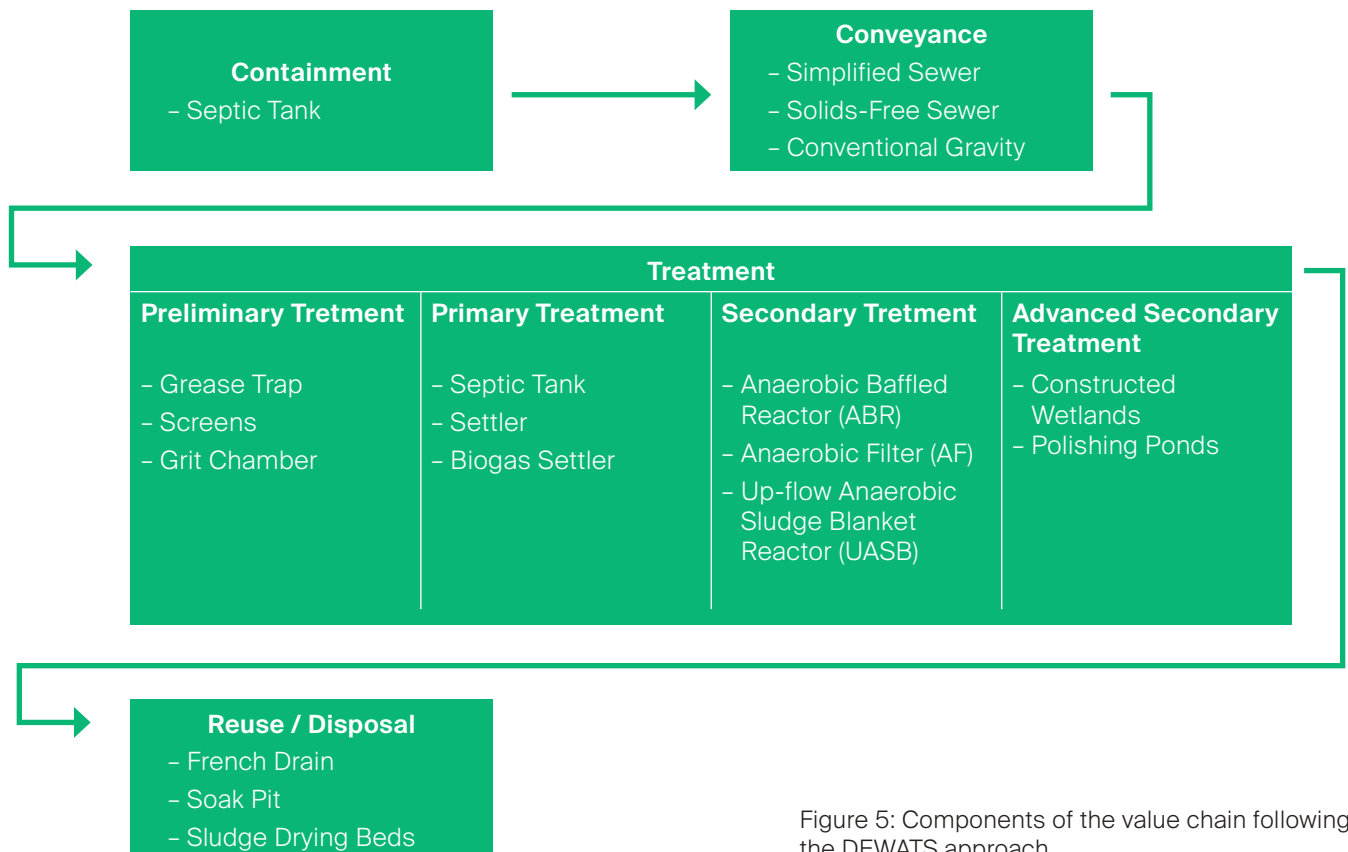 Containment
– Septic Tank
Conveyance
– Simplified Sewer
– Solids-Free Sewer
– Conventional Gravity
Treatment
Preliminary Tretment
– Grease Trap
– Screens
– Grit Chamber
Primary Treatment
– Septic Tank
– Settler
– Biogas Settler
Secondary Tretment
– Anaerobic Baffled
Reactor (ABR)
– Anaerobic Filter (AF)
– Up-flow Anaerobic
Sludge Blanket
Reactor (UASB)
Advanced Secondary
Treatment
– Constructed
Wetlands
– Polishing Ponds
Reuse / Disposal
– French Drain
– Soak Pit
– Sludge Drying Beds
Figure 5: Components of the value chain following
the DEWATS approach